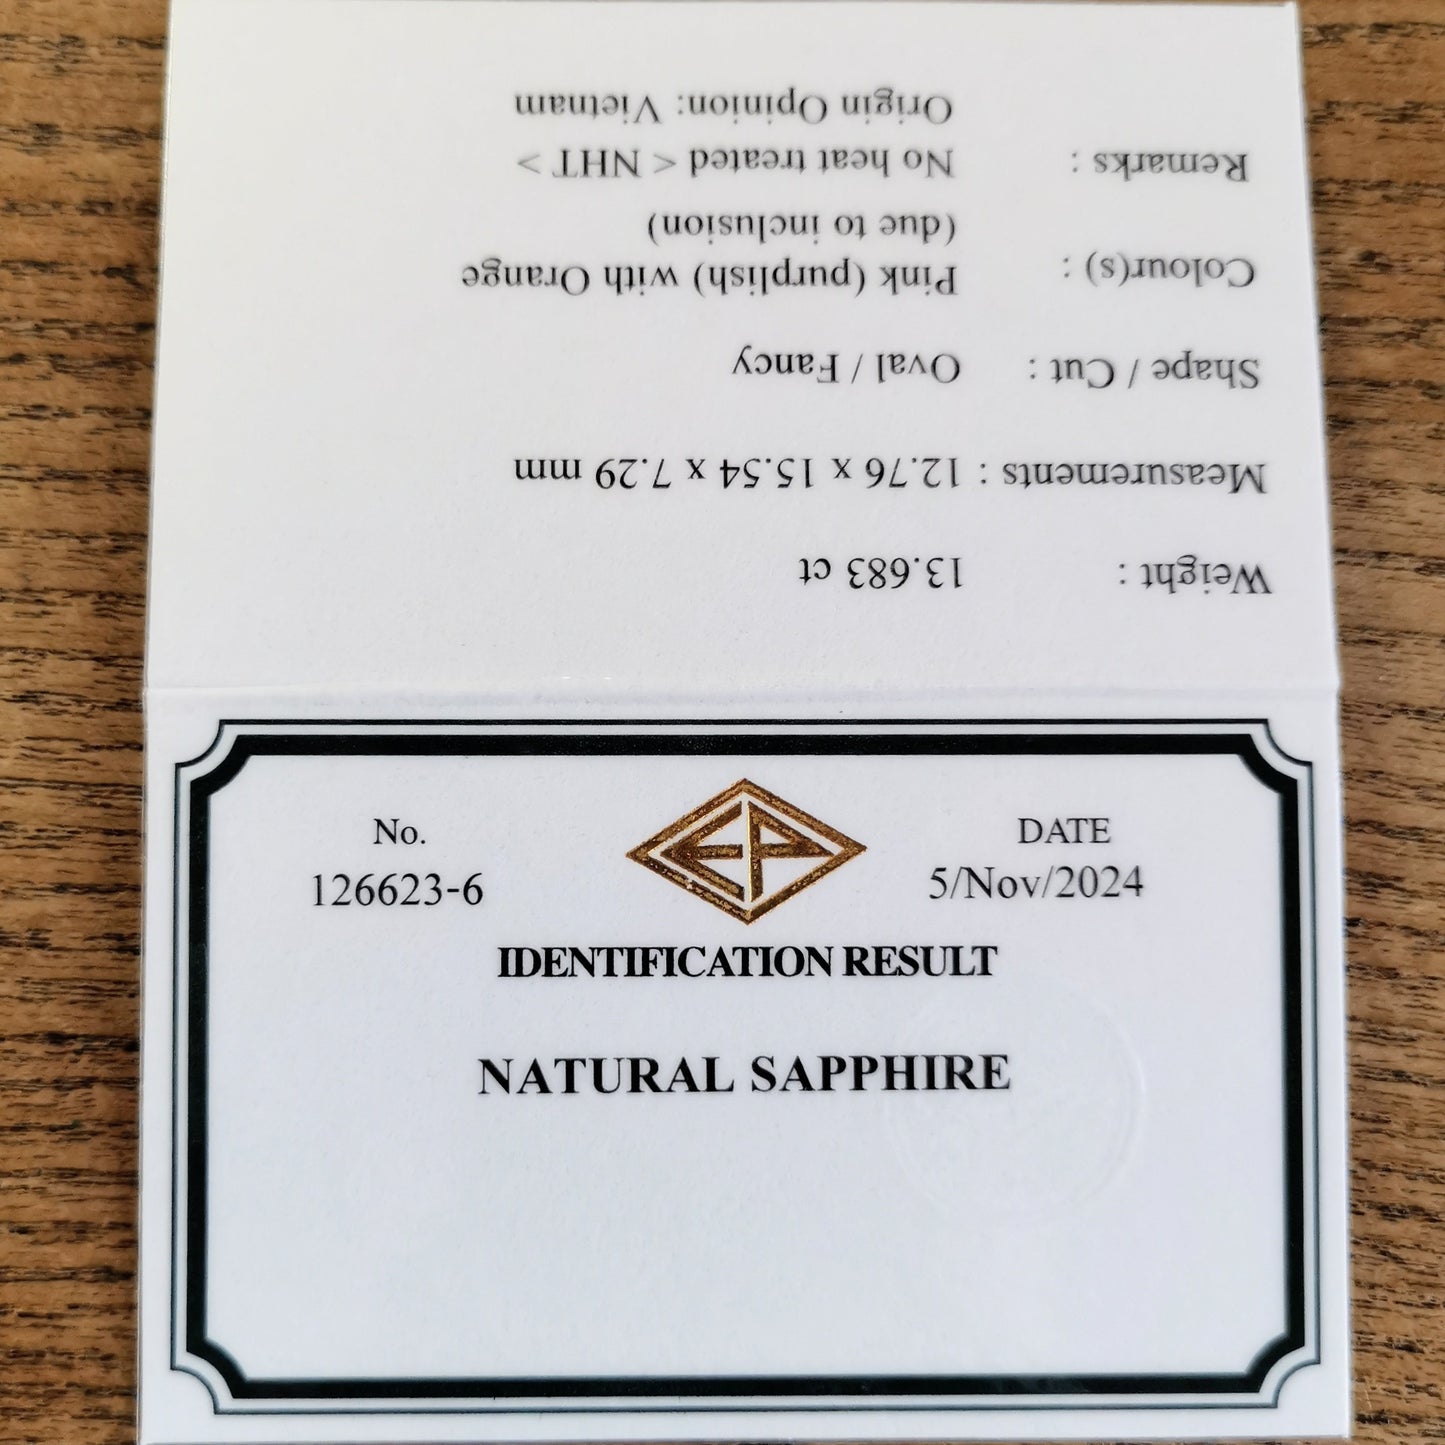 Weight : 13.683 ct
Measurements : 12.76 x 15.54 x 7.29 mm
Shape / Cut : Oval / Fancy
Colour(s) : Pink (purplish) with Orange
(due to inclusion)
Remarks : No heat treated < NHT >
Origin Opinion: Vietnam
EP
No.
126623-6
DATE
5/Nov/2024
IDENTIFICATION RESULT
NATURAL SAPPHIRE